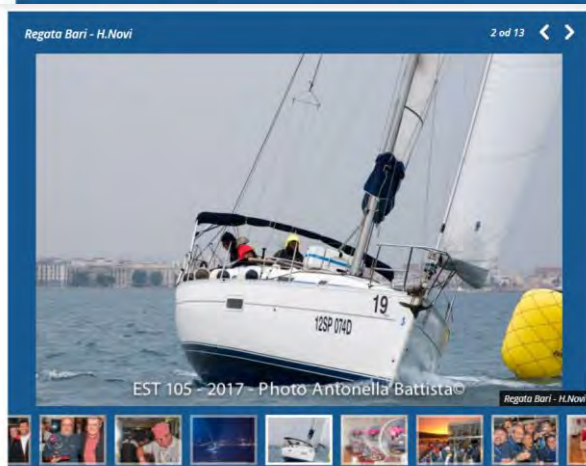 Regata Bari - H.Novi
2 od 13
19
12SP 074D
EST 105 - 2017 - Photo Antonella Battista©
Regata Bari - H.Novi